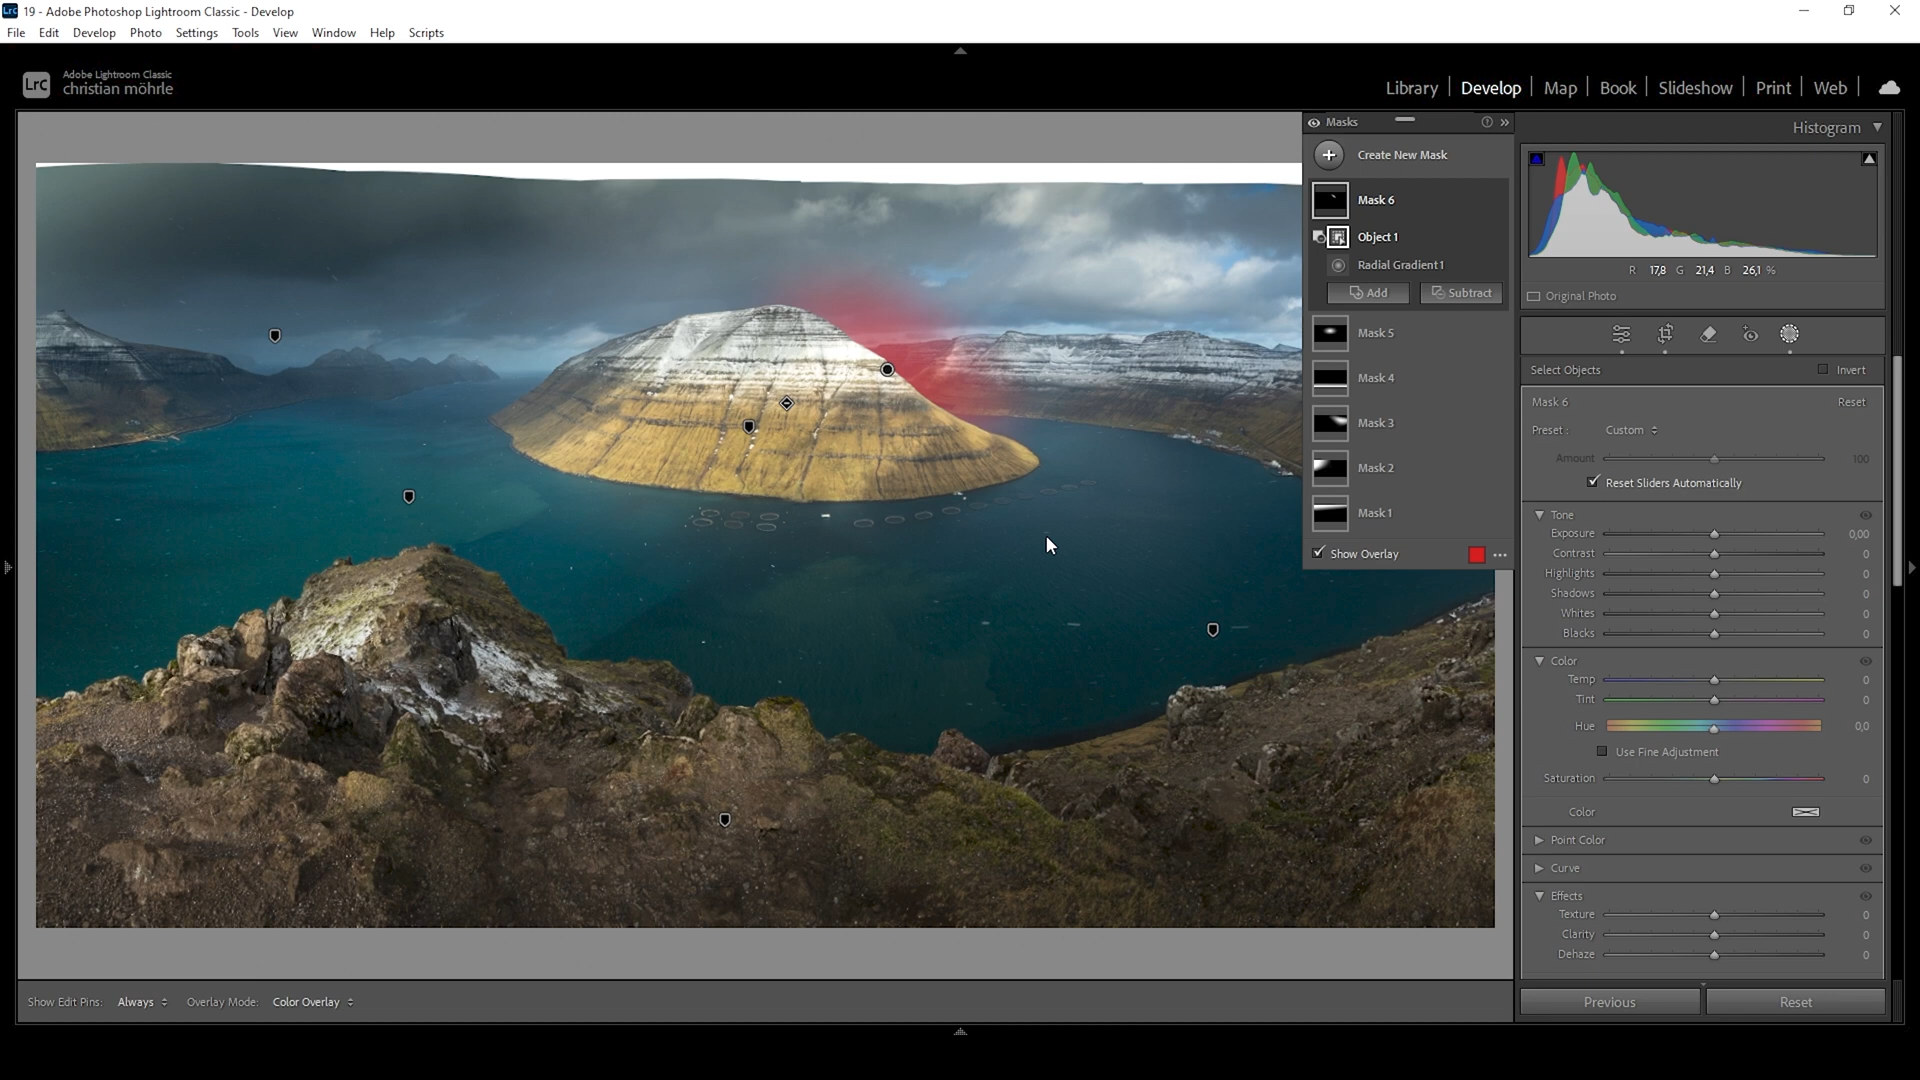 Lrc 19 - Adobe Photoshop Lightroom Classic - Develop
File Edit Develop Photo Settings Tools View Window Help Scripts
LrC Adobe Lightroom Classic
christian möhrle
Library Develop Map Book Slideshow Print Web
Masks
Create New Mask
Mask 6
Object 1
Radial Gradient 1
Add Subtract
Mask 5
Mask 4
Mask 3
Mask 2
Mask 1
Show Overlay
Histogram
R 17,8 G 21,4 B 26,1 %
Original Photo
Select Objects Invert
Mask 6 Reset
Preset : Custom
Amount 100
Reset Sliders Automatically
Tone
Exposure 0,00
Contrast 0
Highlights 0
Shadows 0
Whites 0
Blacks 0
Color
Temp 0
Tint 0
Hue 0,0
Use Fine Adjustment
Saturation 0
Color
Point Color
Curve
Effects
Texture 0
Clarity 0
Dehaze 0
Previous Reset
Show Edit Pins: Always Overlay Mode: Color Overlay